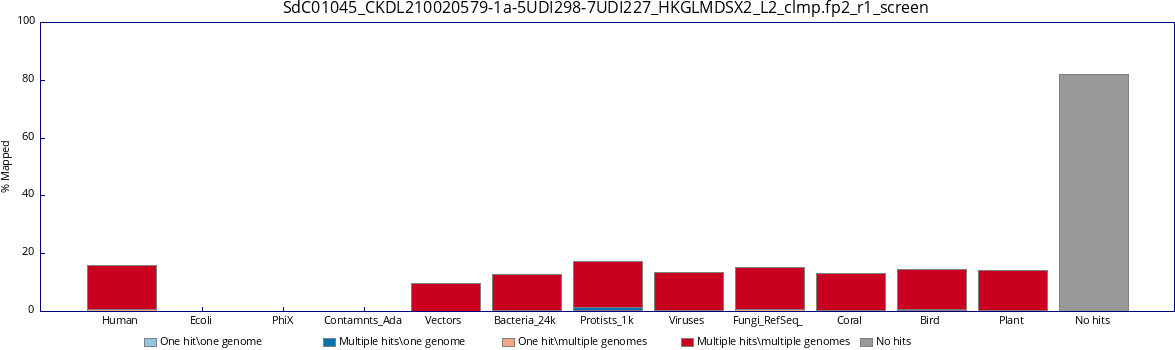 SdC01045_CKDL210020579-1a-5UDI298-7UDI227_HKGLMDSX2_L2_clmp.fp2_r1_screen
100
80
60
40
20
0
% Mapped
Human Ecoli PhiX Contamnts_Ada Vectors Bacteria_24k Protists_1k Viruses Fungi_RefSeq_ Coral Bird Plant No hits
One hit\one genome Multiple hits\one genome One hit\multiple genomes Multiple hits\multiple genomes No hits